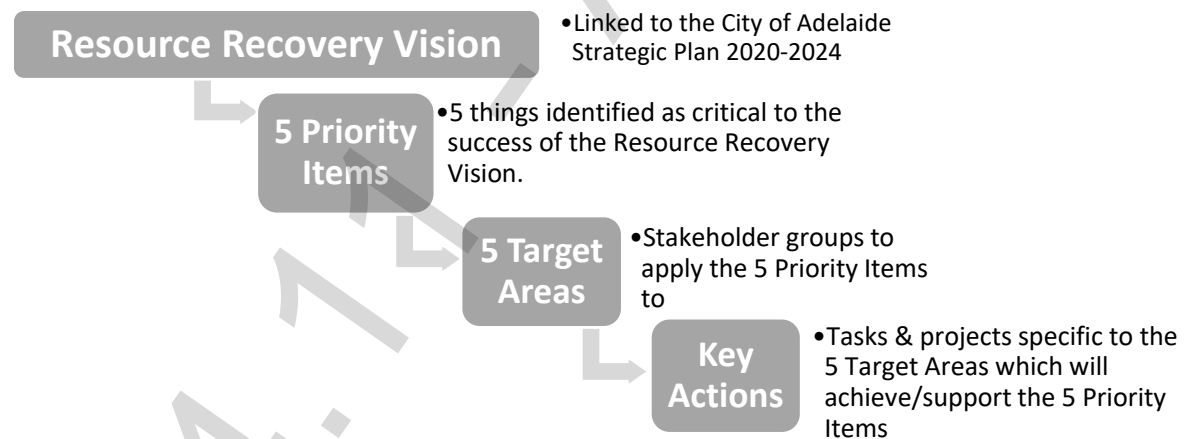 Resource Recovery Vision
•Linked to the City of Adelaide
Strategic Plan 2020-2024
5 Priority
Items
•5 things identified as critical to the
success of the Resource Recovery
Vision.
5 Target
Areas
•Stakeholder groups to
apply the 5 Priority Items
to
Key
Actions
•Tasks & projects specific to the
5 Target Areas which will
achieve/support the 5 Priority
Items